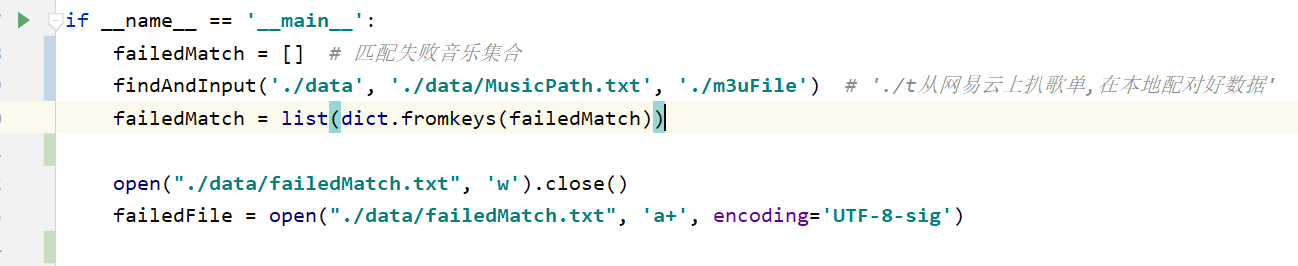 if __name__ == '__main__':
    failedMatch = []  # 匹配失败音乐集合
    findAndInput('./data', './data/MusicPath.txt', './m3uFile')  # './t从网易云上扒歌单,在本地配对好数据'
    failedMatch = list(dict.fromkeys(failedMatch))
    open("./data/failedMatch.txt", 'w').close()
    failedFile = open("./data/failedMatch.txt", 'a+', encoding='UTF-8-sig')